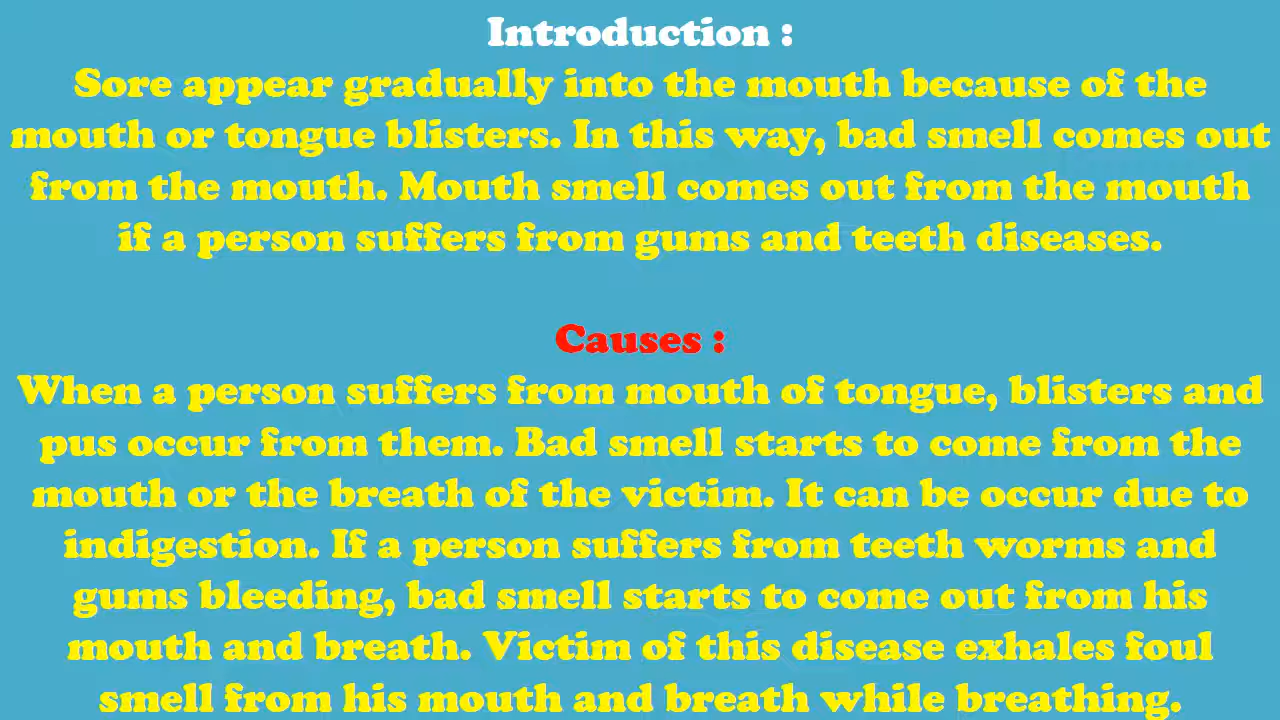 Introduction :
Sore appear gradually into the mouth because of the
mouth or tongue blisters. In this way, bad smell comes out
from the mouth. Mouth smell comes out from the mouth
if a person suffers from gums and teeth diseases.
Causes :
When a person suffers from mouth of tongue, blisters and
pus occur from them. Bad smell starts to come from the
mouth or the breath of the victim. It can be occur due to
indigestion. If a person suffers from teeth worms and
gums bleeding, bad smell starts to come out from his
mouth and breath. Victim of this disease exhales foul
smell from his mouth and breath while breathing.